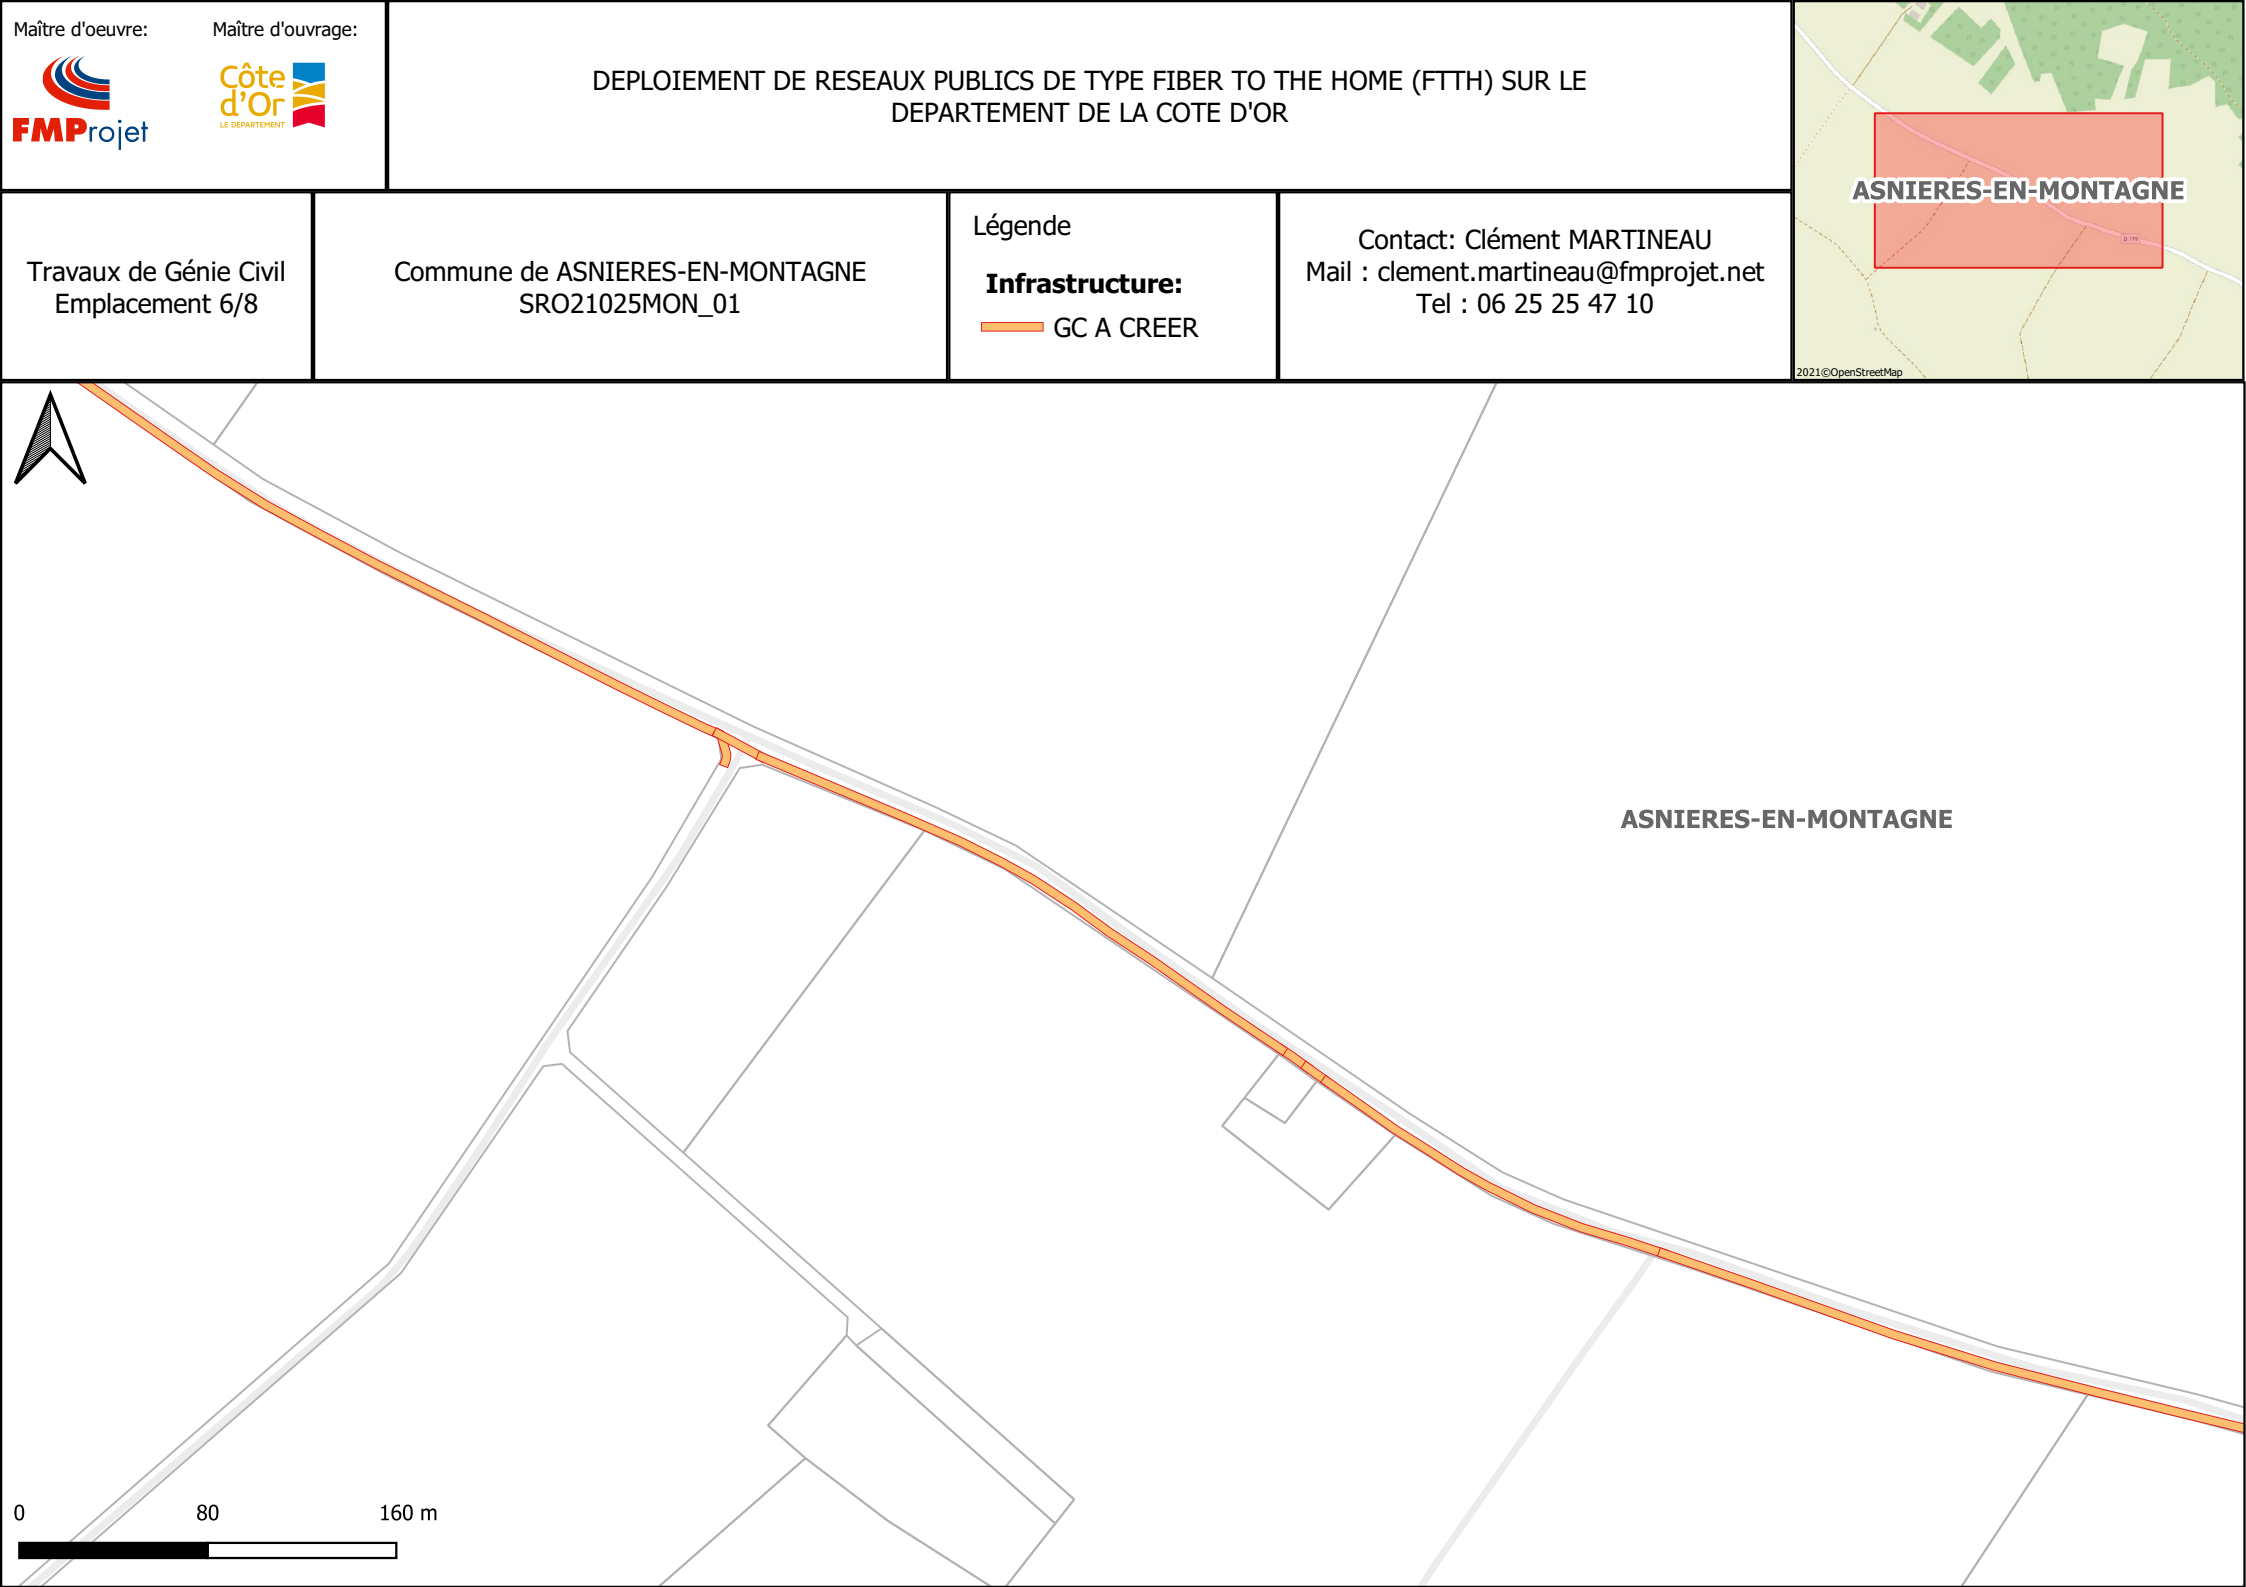 Maître d'oeuvre:
Maître d'ouvrage:
FMProjet
Côte
d'Or
LE DÉPARTEMENT
DEPLOIEMENT DE RESEAUX PUBLICS DE TYPE FIBER TO THE HOME (FTTH) SUR LE
DEPARTEMENT DE LA COTE D'OR
Travaux de Génie Civil
Emplacement 6/8
Commune de ASNIERES-EN-MONTAGNE
SRO21025MON_01
Légende
Infrastructure:
GC A CREER
Contact: Clément MARTINEAU
Mail : clement.martineau@fmprojet.net
Tel : 06 25 25 47 10
ASNIERES-EN-MONTAGNE
D 119
2021©OpenStreetMap
ASNIERES-EN-MONTAGNE
0 80 160 m